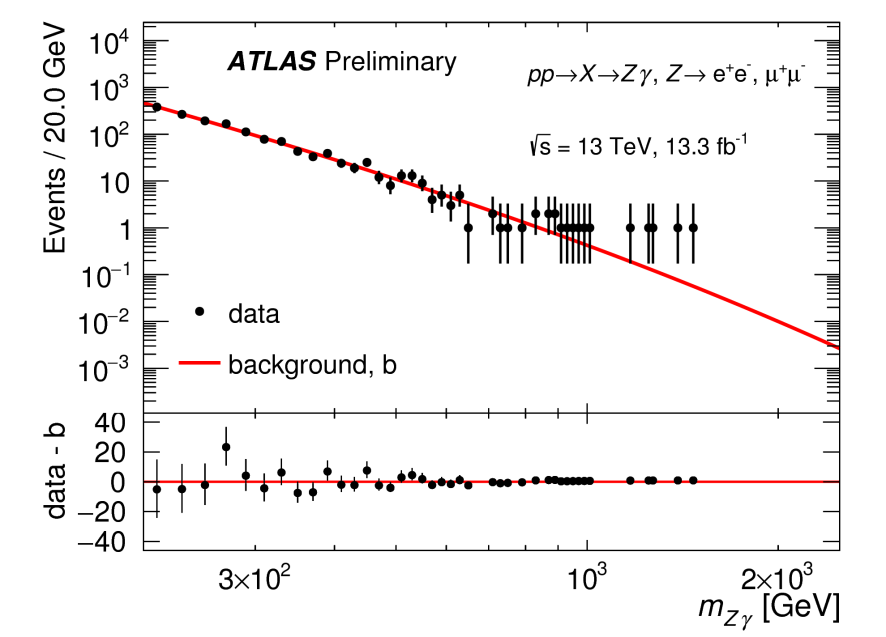 ATLAS Preliminary
pp→X→Zγ, Z→ e⁺e⁻, μ⁺μ⁻
√s = 13 TeV, 13.3 fb⁻¹
Events / 20.0 GeV
10⁴
10³
10²
10
1
10⁻¹
10⁻²
10⁻³
data
background, b
data - b
40
20
0
−20
−40
3×10²
10³
2×10³
m_Zγ [GeV]